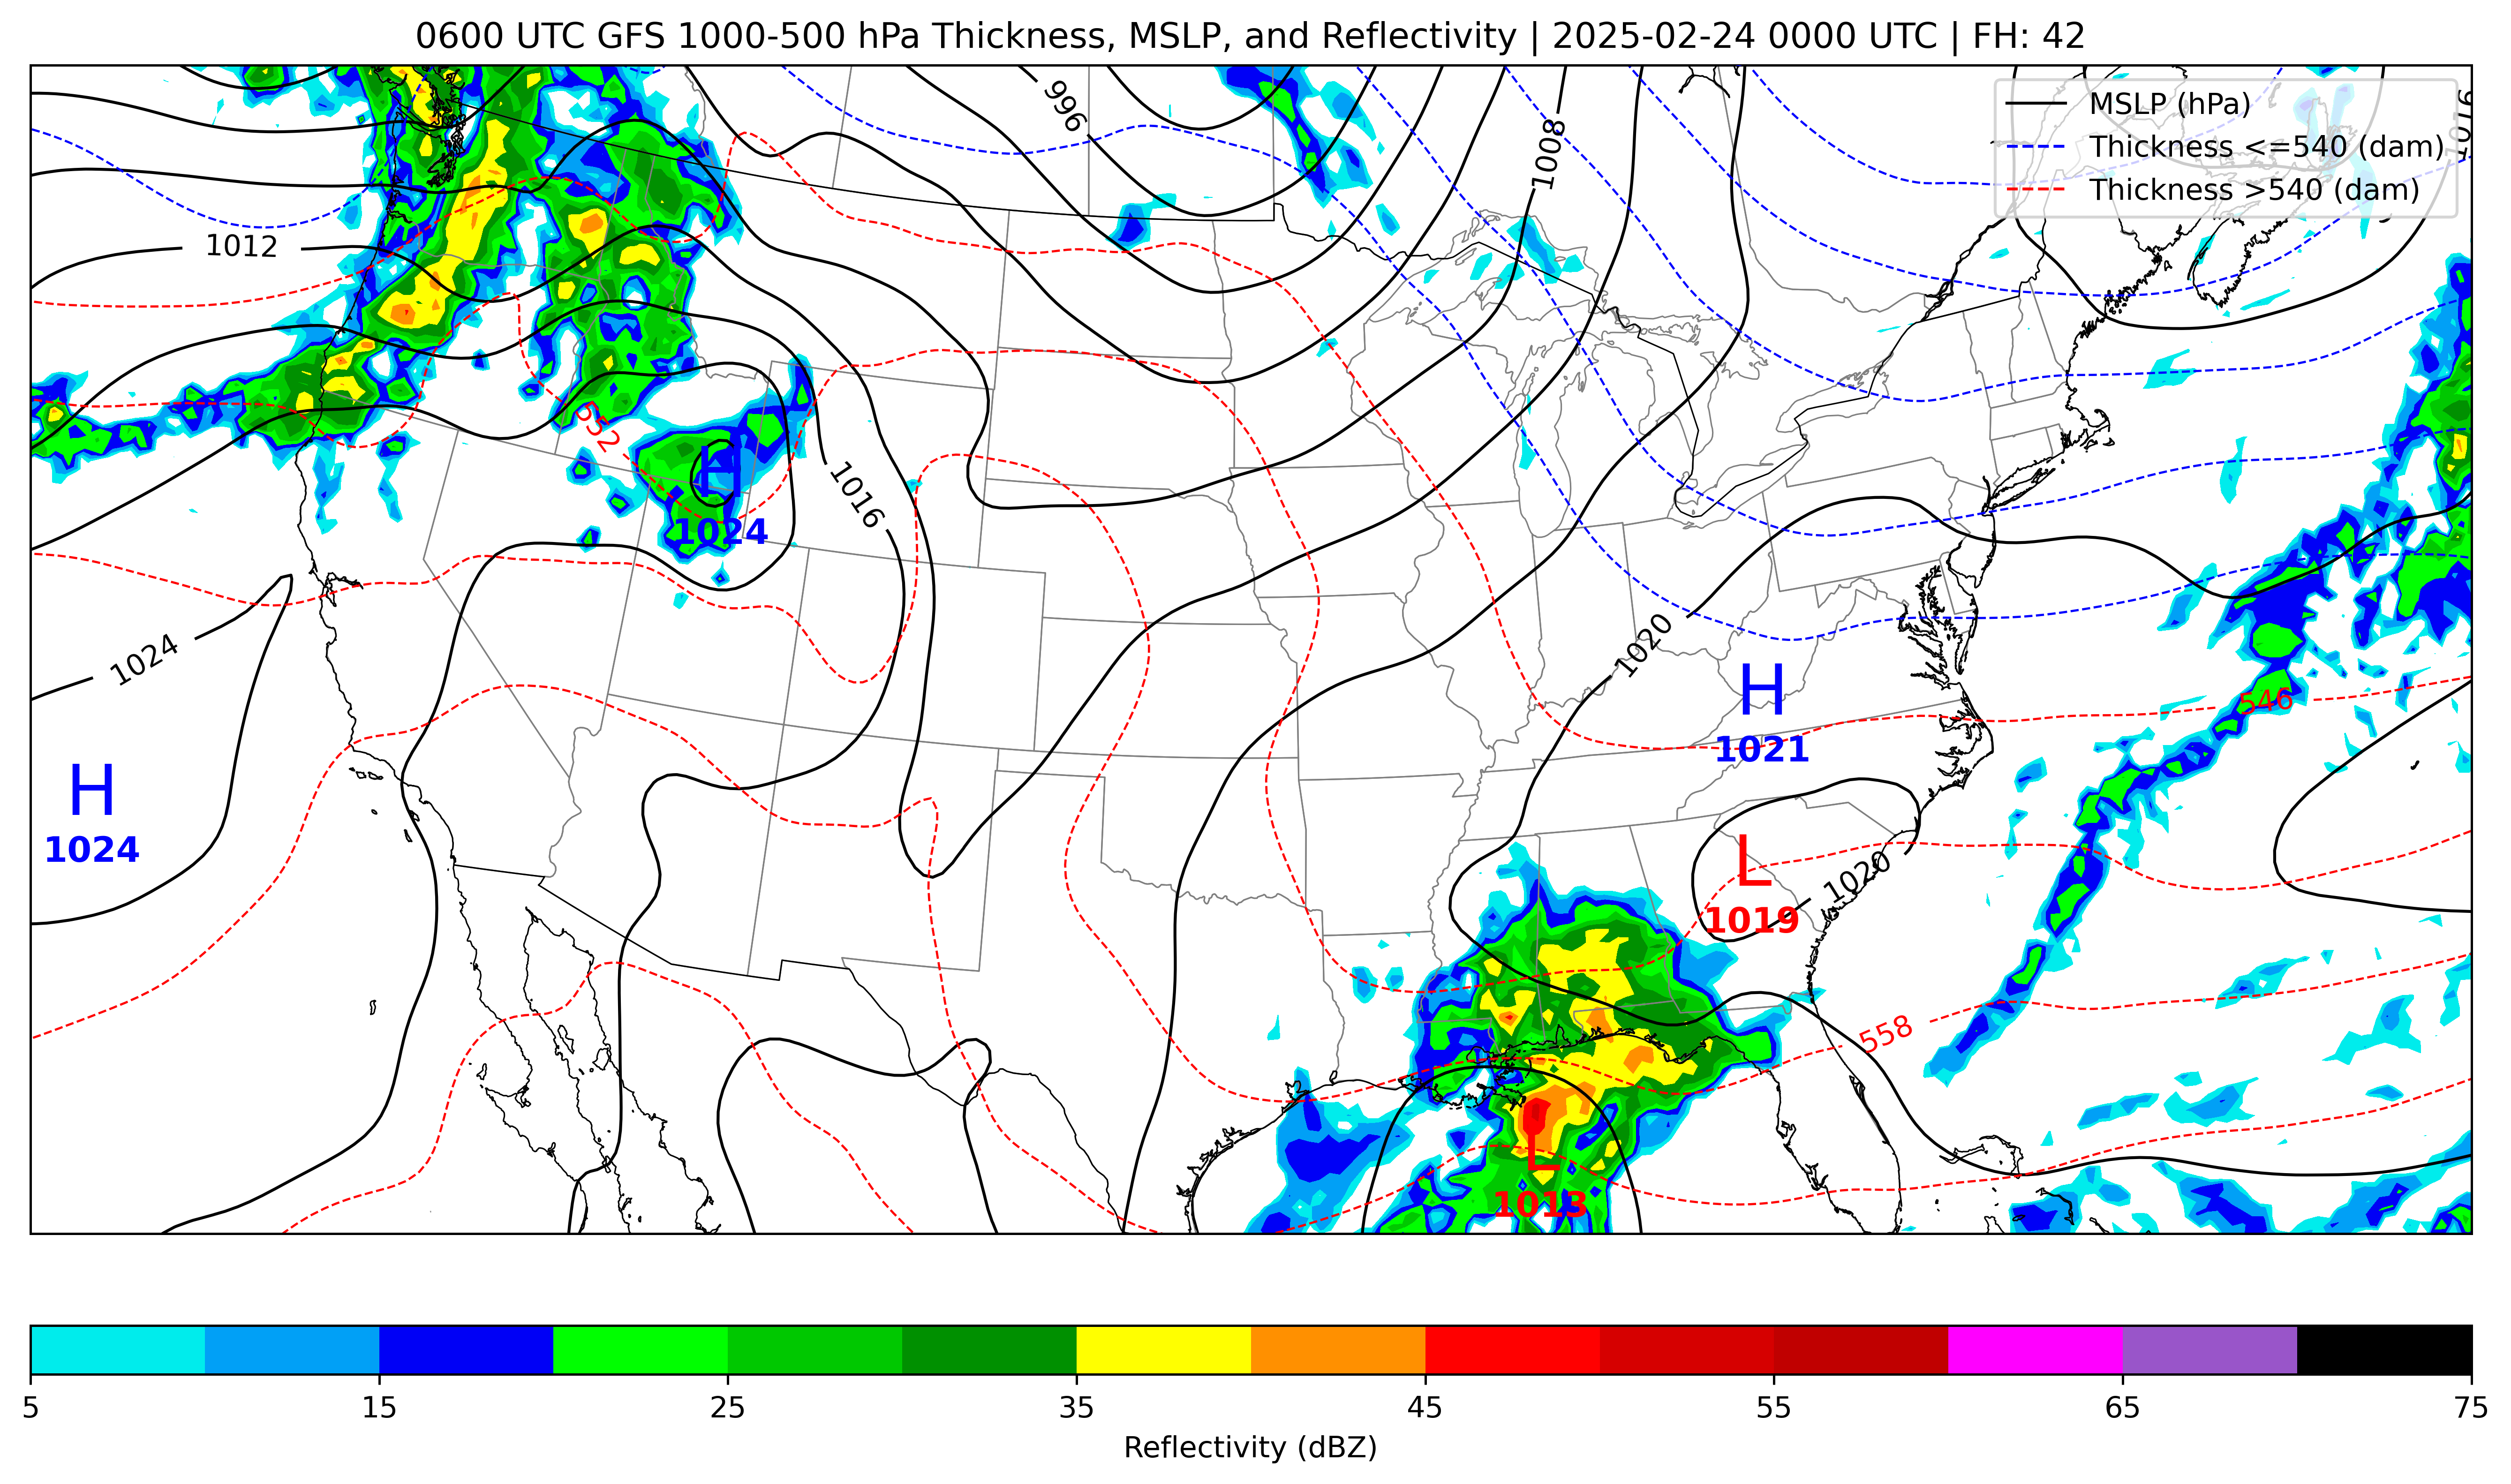 0600 UTC GFS 1000-500 hPa Thickness, MSLP, and Reflectivity | 2025-02-24 0000 UTC | FH: 42
MSLP (hPa)
Thickness <=540 (dam)
Thickness >540 (dam)
996
1008
1016
1012
552
H
1024
1016
1024
1020
H
1021
546
H
1024
L
1019
1020
558
L
1013
5 15 25 35 45 55 65 75
Reflectivity (dBZ)